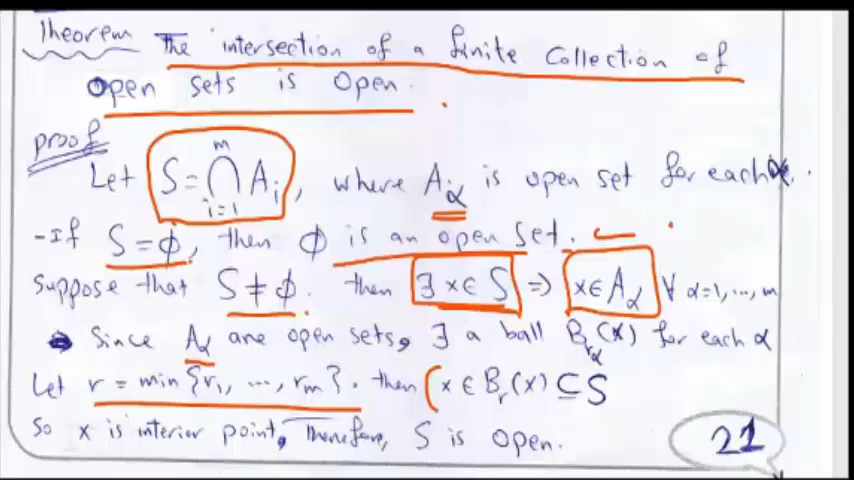 Theorem The intersection of a finite Collection of
open sets is open.
proof
Let S = ⋂_{i=1}^{m} A_i, where A_α is open set for each α.
-If S = ϕ, then ϕ is an open set.
suppose that S ≠ ϕ. then ∃ x ∈ S ⇒ x ∈ A_α ∀ α=1, ..., m
Since A_α are open sets, ∃ a ball B_{r_α}(x) for each α
Let r = min {r_1, ..., r_m}. then x ∈ B_r(x) ⊆ S
So x is interior point, Therefore, S is open.
21